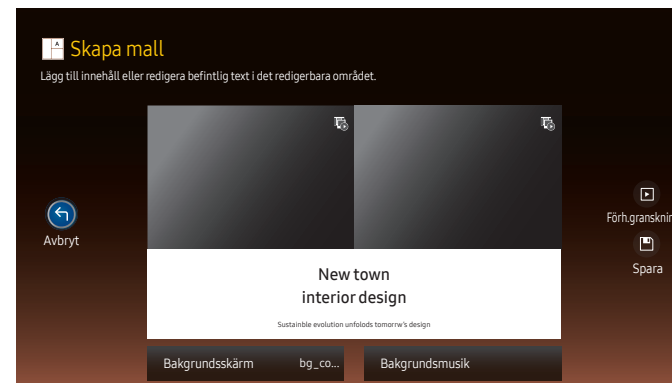 A
Skapa mall
Lägg till innehåll eller redigera befintlig text i det redigerbara området.
Avbryt
Förh.granskning
Spara
New town
interior design
Sustainble evolution unfolods tomorrw's design
Bakgrundsskärm bg_co...
Bakgrundsmusik